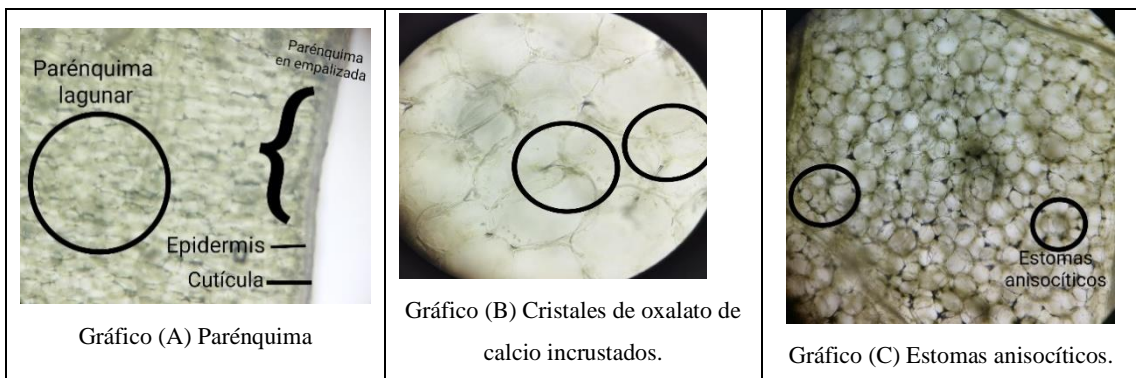 Parénquima
en empalizada
Parénquima
lagunar
Epidermis
Cutícula
Gráfico (A) Parénquima
Gráfico (B) Cristales de oxalato de
calcio incrustados.
Estomas
anisocíticos
Gráfico (C) Estomas anisocíticos.